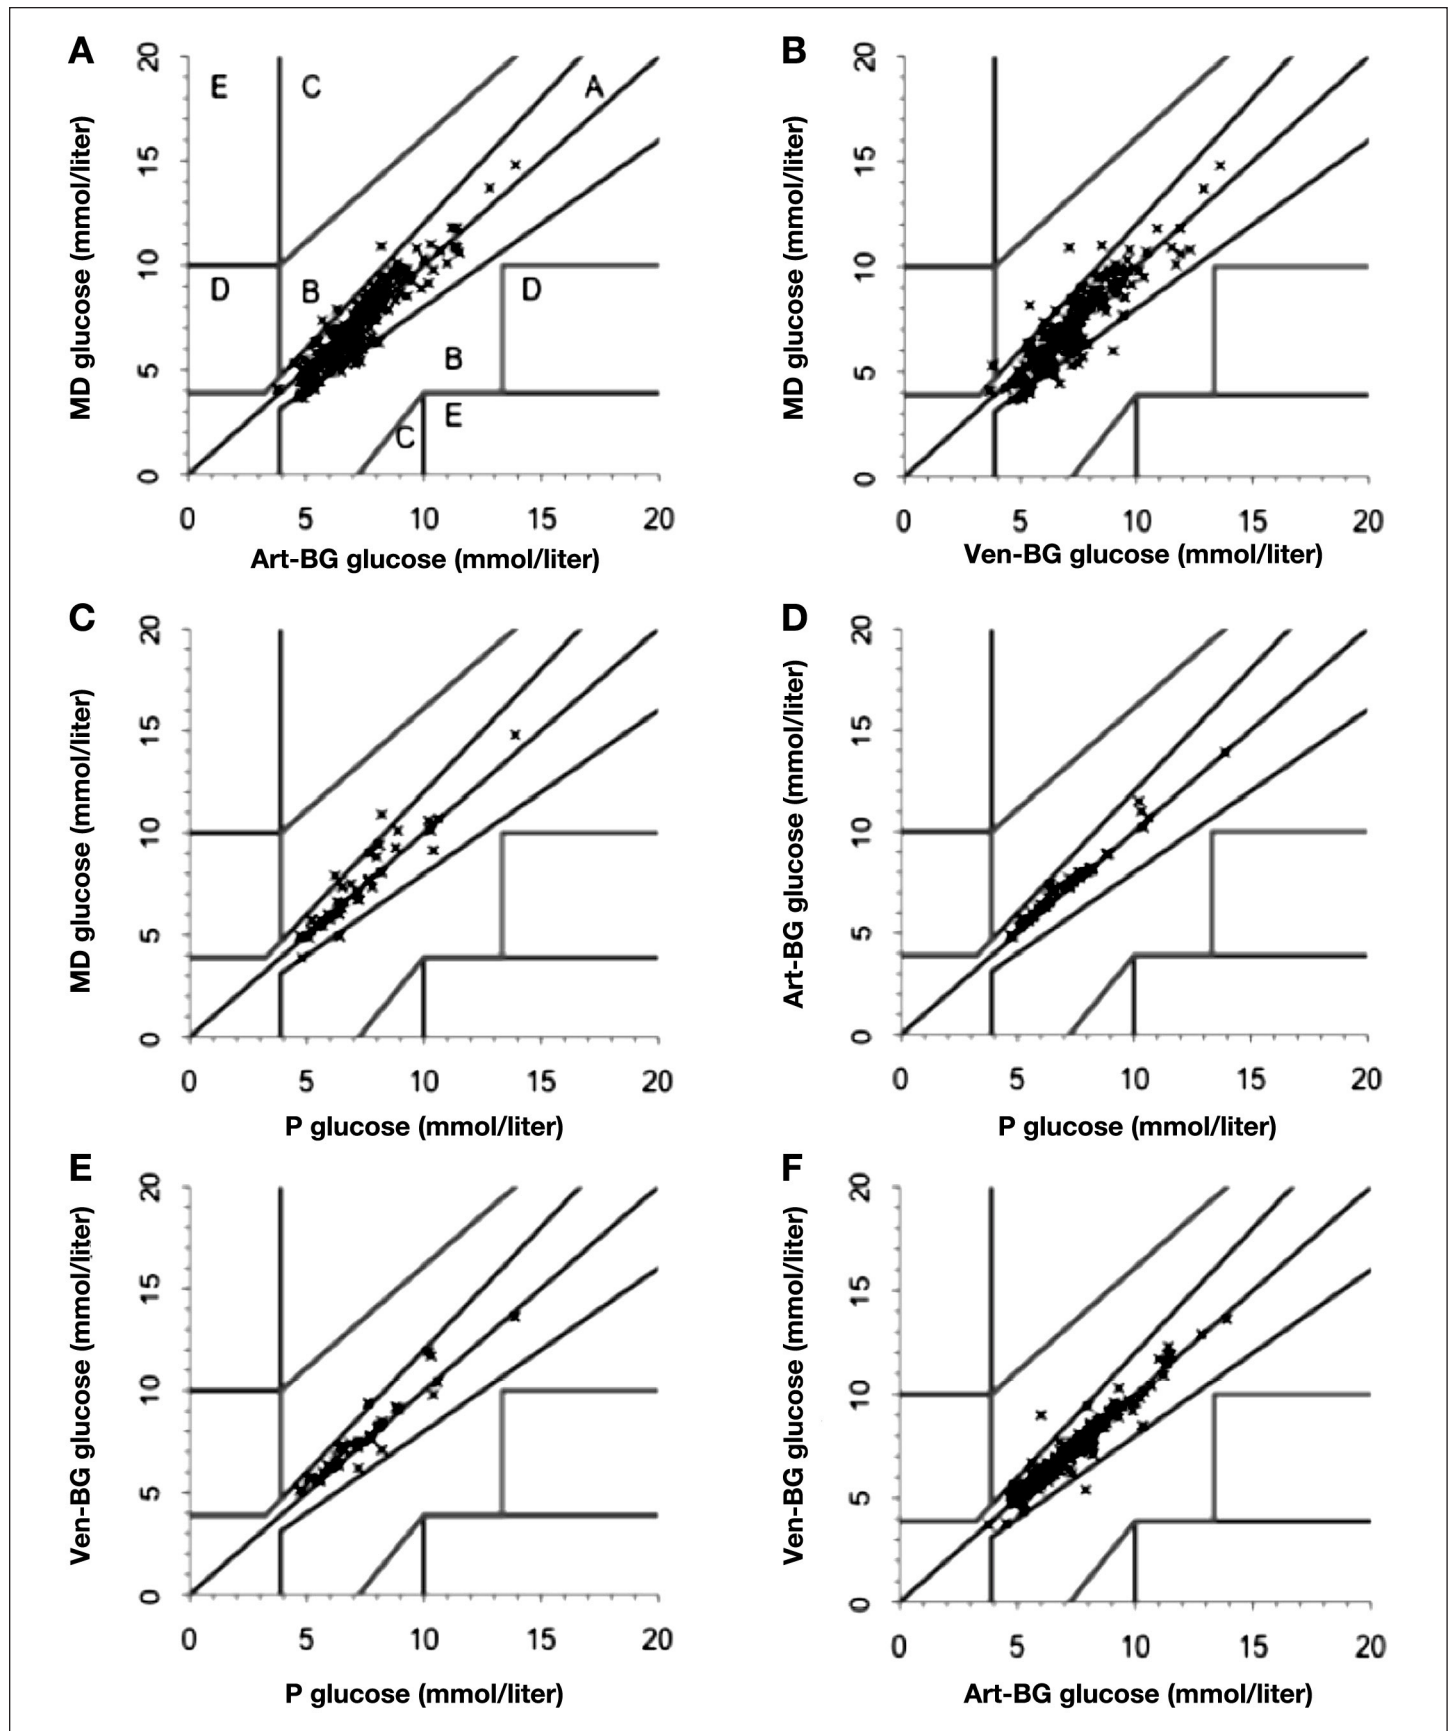 A
MD glucose (mmol/liter)
20
15
10
5
0
E
C
A
D
B
D
B
E
C
0 5 10 15 20
Art-BG glucose (mmol/liter)
B
MD glucose (mmol/liter)
20
15
10
5
0
0 5 10 15 20
Ven-BG glucose (mmol/liter)
C
MD glucose (mmol/liter)
20
15
10
5
0
0 5 10 15 20
P glucose (mmol/liter)
D
Art-BG glucose (mmol/liter)
20
15
10
5
0
0 5 10 15 20
P glucose (mmol/liter)
E
Ven-BG glucose (mmol/liter)
20
15
10
5
0
0 5 10 15 20
P glucose (mmol/liter)
F
Ven-BG glucose (mmol/liter)
20
15
10
5
0
0 5 10 15 20
Art-BG glucose (mmol/liter)